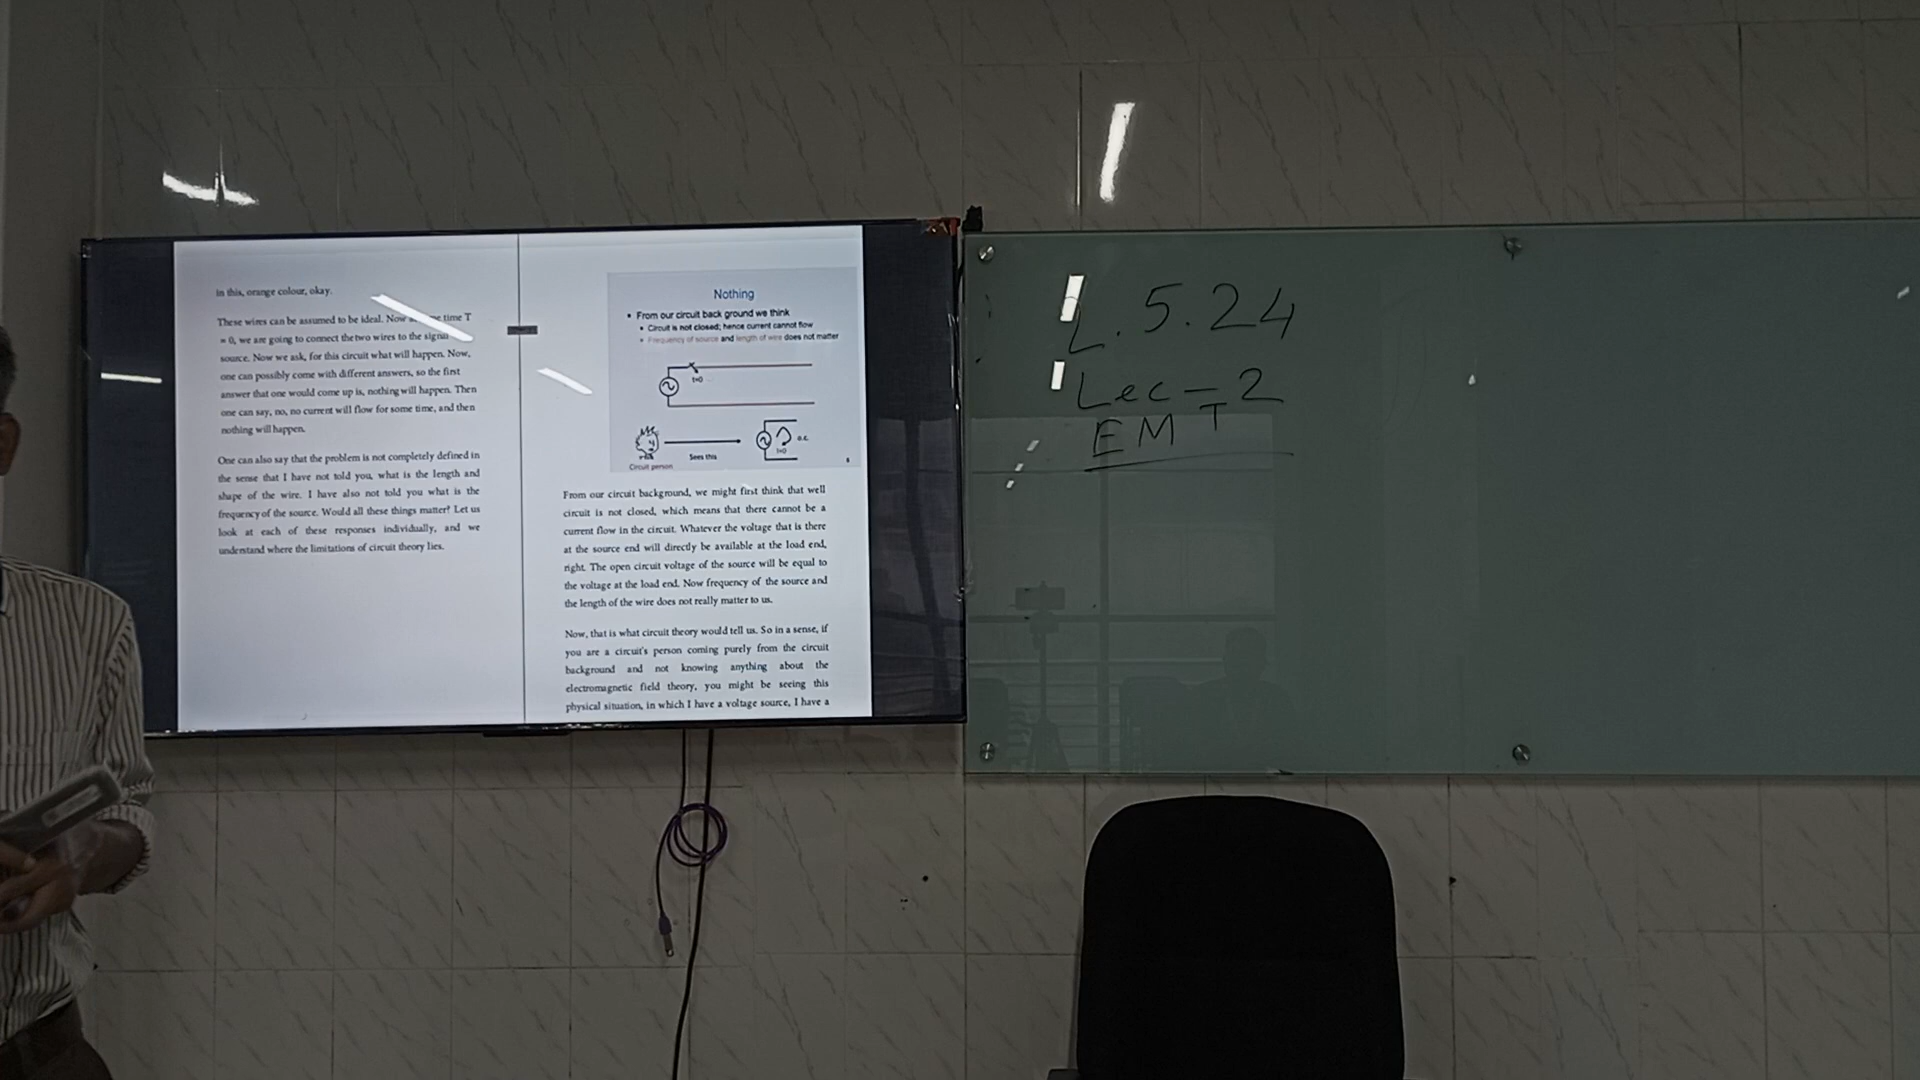 in this, orange colour, okay.
These wires can be assumed to be ideal. Now time T
= 0, we are going to connect the two wires to the signal
source. Now we ask, for this circuit what will happen. Now,
one can possibly come with different answers, so the first
answer that one would come up is, nothing will happen. Then
one can say, no, no current will flow for some time, and then
nothing will happen.
One can also say that the problem is not completely defined in
the sense that I have not told you, what is the length and
shape of the wire. I have also not told you what is the
frequency of the source. Would all these things matter? Let us
look at each of these responses individually, and we
understand where the limitations of circuit theory lies.
Nothing
• From our circuit back ground we think
• Circuit is not closed; hence current cannot flow
• Frequency of source and length of wire does not matter
t=0
o.c.
t=0
Sees this
Circuit person
From our circuit background, we might first think that well
circuit is not closed, which means that there cannot be a
current flow in the circuit. Whatever the voltage that is there
at the source end will directly be available at the load end,
right. The open circuit voltage of the source will be equal to
the voltage at the load end. Now frequency of the source and
the length of the wire does not really matter to us.
Now, that is what circuit theory would tell us. So in a sense, if
you are a circuit's person coming purely from the circuit
background and not knowing anything about the
electromagnetic field theory, you might be seeing this
physical situation, in which I have a voltage source, I have a
2.5.24
Lec-2
EMT